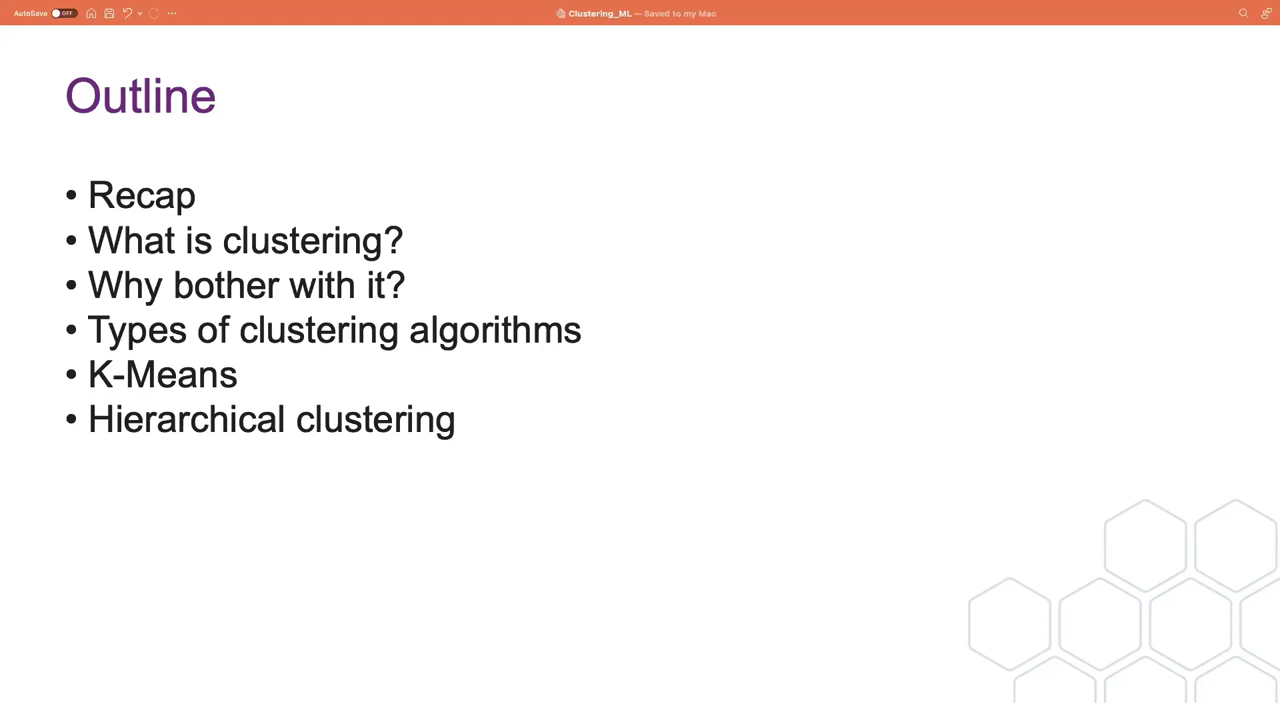 AutoSave OFF
Clustering_ML — Saved to my Mac
Outline
• Recap
• What is clustering?
• Why bother with it?
• Types of clustering algorithms
• K-Means
• Hierarchical clustering